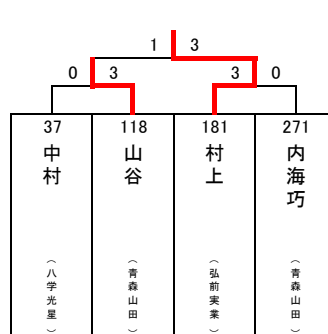 1 3
0 3 3 0
37 118 181 271
中村 山谷 村上 内海巧
（八学光星） （青森山田） （弘前実業） （青森山田）